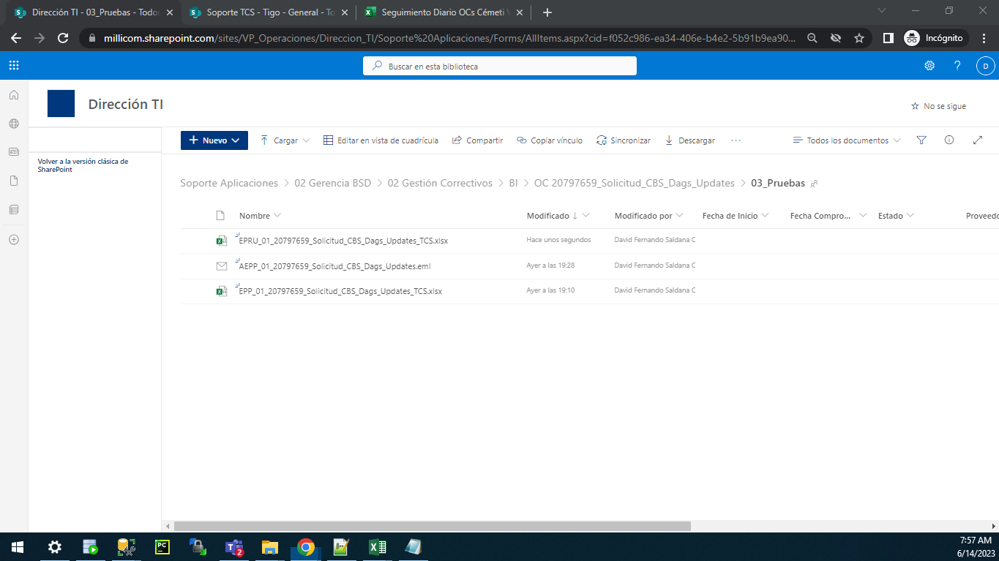 Dirección TI - 03_Pruebas - Todos
Soporte TCS - Tigo - General - To
Seguimiento Diario OCs Cémeti V
millicom.sharepoint.com/sites/VP_Operaciones/Direccion_TI/Soporte%20Aplicaciones/Forms/AllItems.aspx?cid=f052c986-ea34-406e-b4e2-5b91b9ea90...
Incógnito
Buscar en esta biblioteca
?
D
Dirección TI
No se sigue
Nuevo
Cargar
Editar en vista de cuadrícula
Compartir
Copiar vínculo
Sincronizar
Descargar
...
Todos los documentos
Volver a la versión clásica de
SharePoint
Soporte Aplicaciones > 02 Gerencia BSD > 02 Gestión Correctivos > BI > OC 20797659_Solicitud_CBS_Dags_Updates > 03_Pruebas
Nombre Modificado Modificado por Fecha de Inicio Fecha Compro... Estado Proveedo
EPRU_01_20797659_Solicitud_CBS_Dags_Updates_TCS.xlsx Hace unos segundos David Fernando Saldana C
AEPP_01_20797659_Solicitud_CBS_Dags_Updates.eml Ayer a las 19:28 David Fernando Saldana C
EPP_01_20797659_Solicitud_CBS_Dags_Updates_TCS.xlsx Ayer a las 19:10 David Fernando Saldana C
PC
2
7:57 AM
6/14/2023